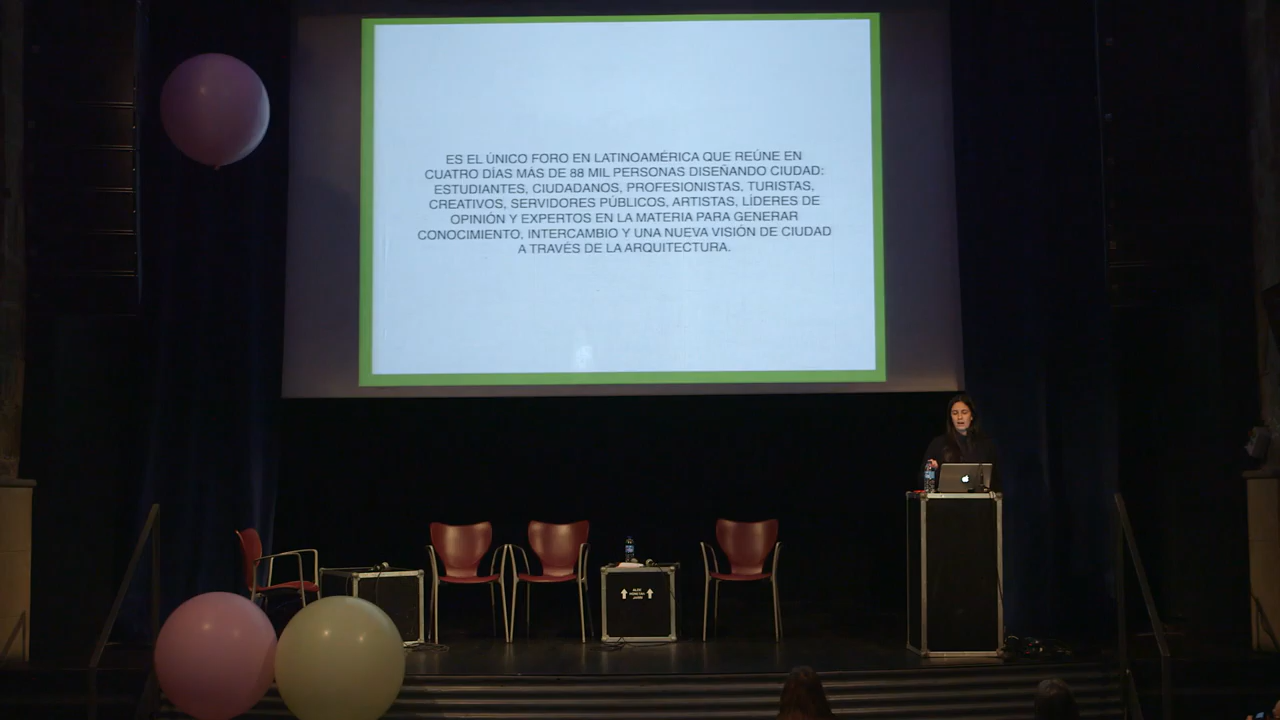 ES EL ÚNICO FORO EN LATINOAMÉRICA QUE REÚNE EN
CUATRO DÍAS MÁS DE 88 MIL PERSONAS DISEÑANDO CIUDAD:
ESTUDIANTES, CIUDADANOS, PROFESIONISTAS, TURISTAS,
CREATIVOS, SERVIDORES PÚBLICOS, ARTISTAS, LÍDERES DE
OPINIÓN Y EXPERTOS EN LA MATERIA PARA GENERAR
CONOCIMIENTO, INTERCAMBIO Y UNA NUEVA VISIÓN DE CIUDAD
A TRAVÉS DE LA ARQUITECTURA.